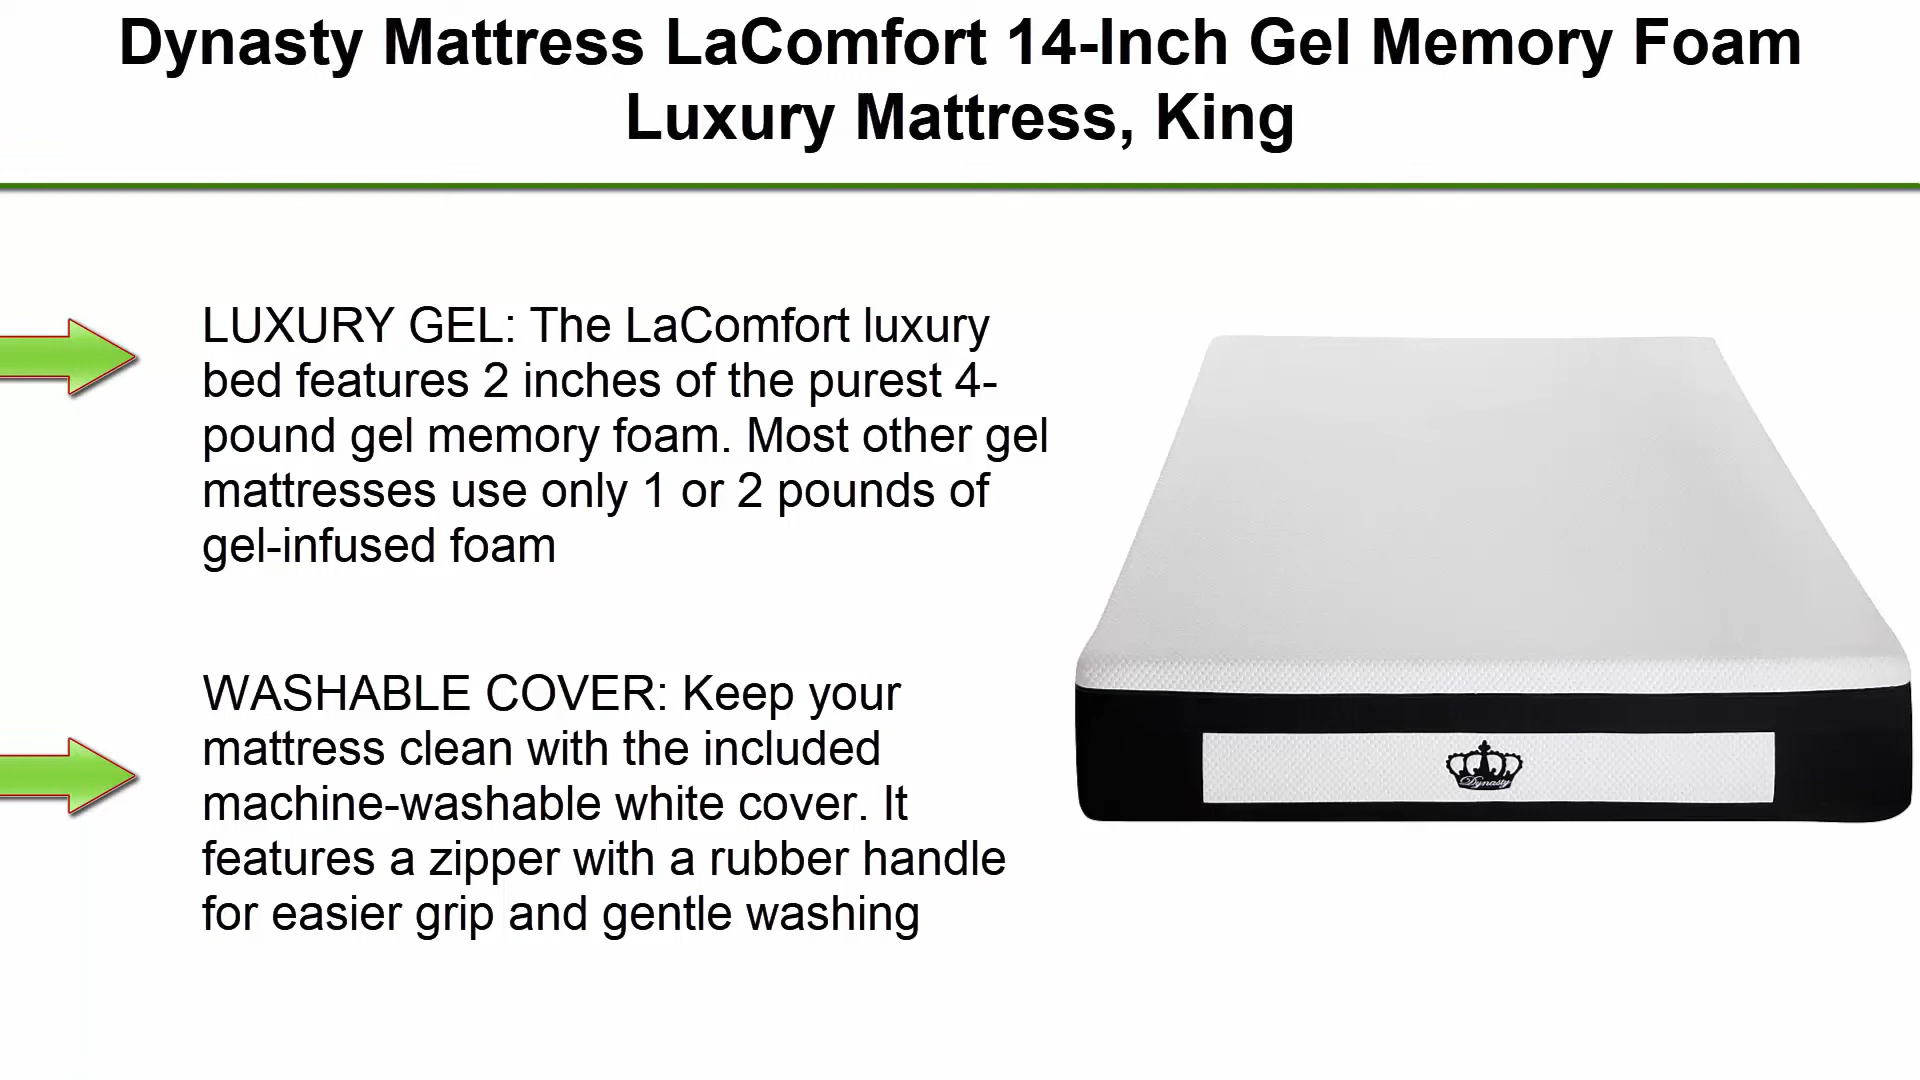 Dynasty Mattress LaComfort 14-Inch Gel Memory Foam
Luxury Mattress, King
LUXURY GEL: The LaComfort luxury
bed features 2 inches of the purest 4-
pound gel memory foam. Most other gel
mattresses use only 1 or 2 pounds of
gel-infused foam
WASHABLE COVER: Keep your
mattress clean with the included
machine-washable white cover. It
features a zipper with a rubber handle
for easier grip and gentle washing
Dynasty